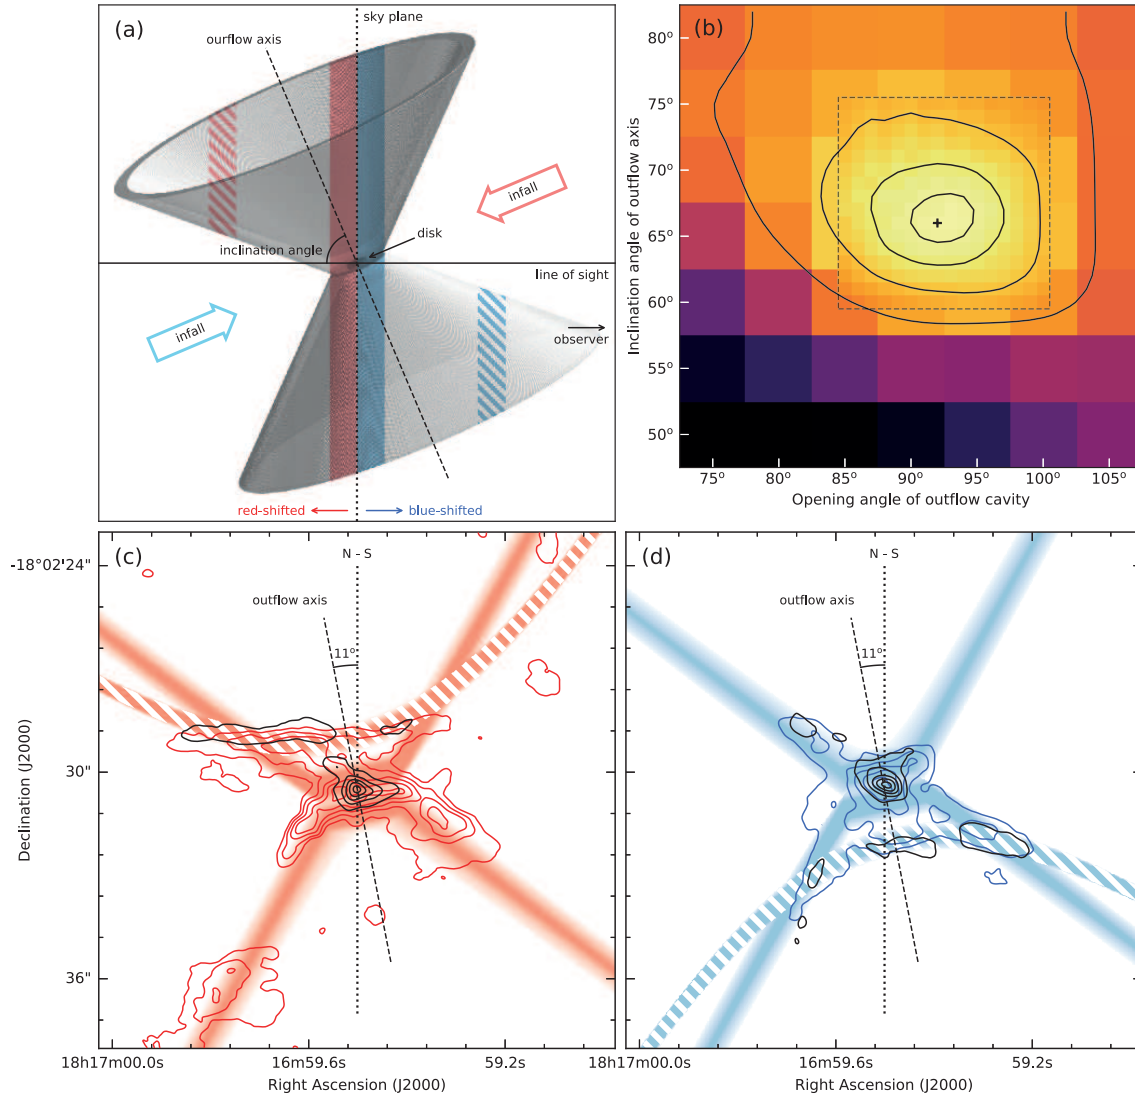 (a)
sky plane
ourflow axis
infall
inclination angle
disk
line of sight
infall
observer
red-shifted
blue-shifted
(b)
Inclination angle of outflow axis
80°
75°
70°
65°
60°
55°
50°
75°
80°
85°
90°
95°
100°
105°
Opening angle of outflow cavity
(c)
N - S
outflow axis
11°
Declination (J2000)
-18°02'24"
30"
36"
18h17m00.0s
16m59.6s
59.2s
Right Ascension (J2000)
(d)
N - S
outflow axis
11°
18h17m00.0s
16m59.6s
59.2s
Right Ascension (J2000)